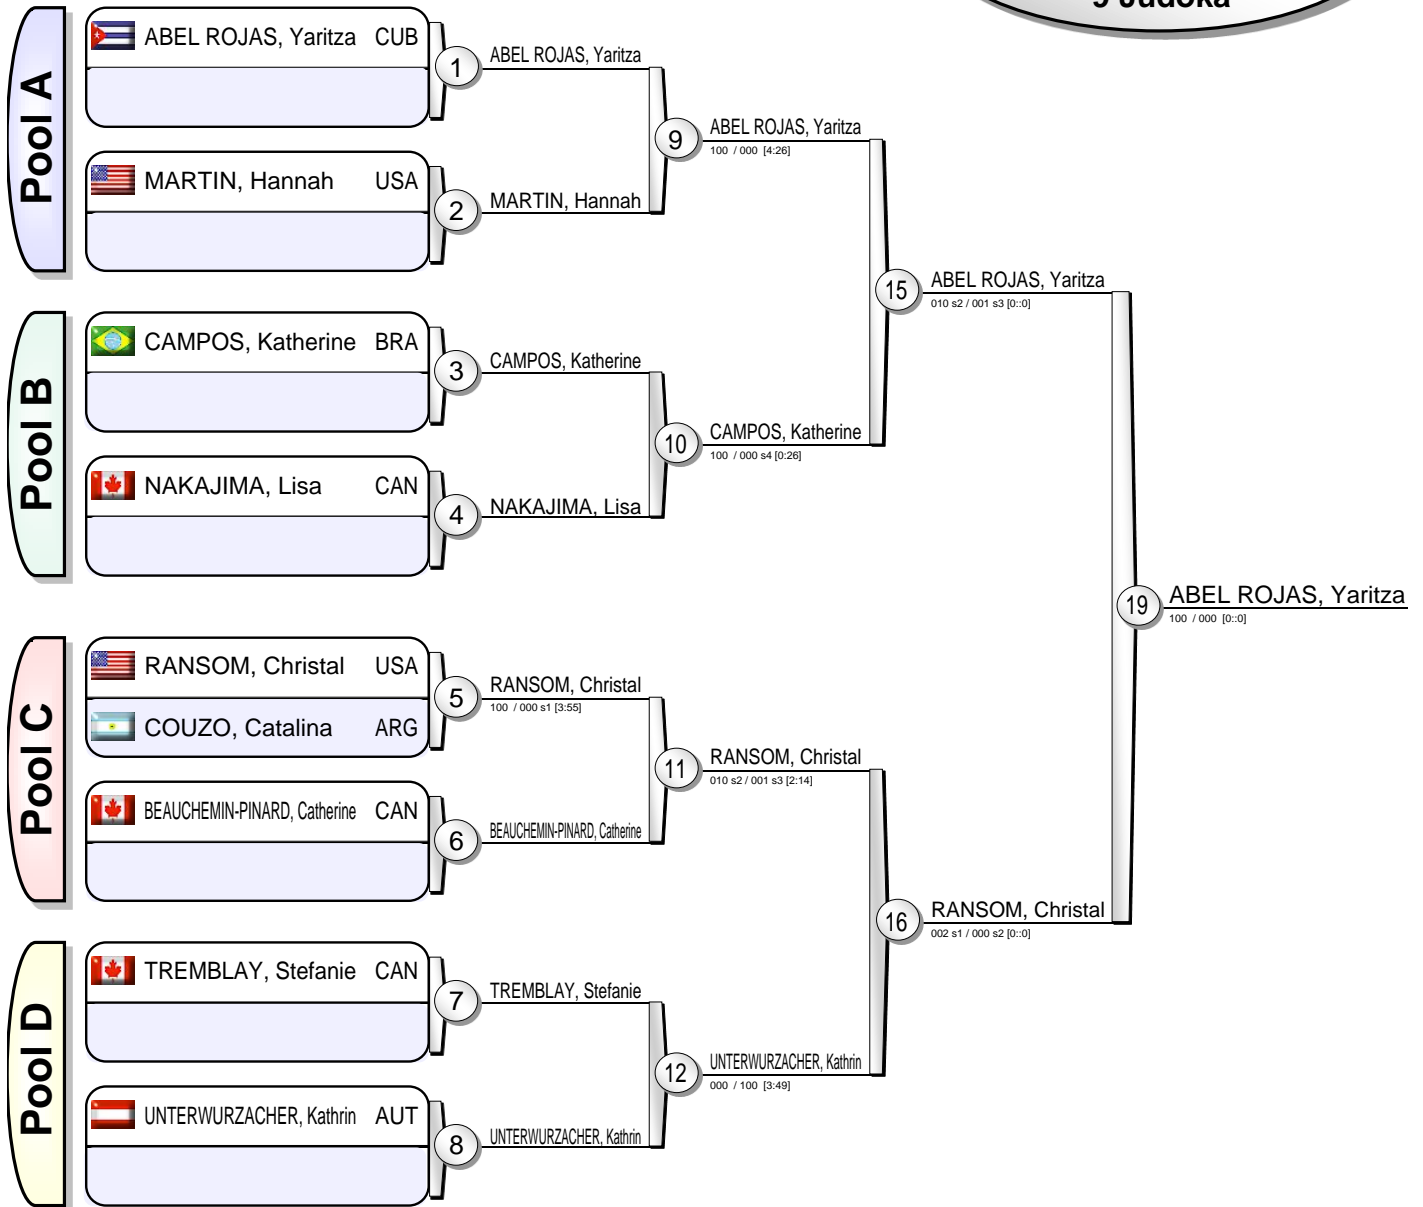 9 Judoka
Pool A
ABEL ROJAS, Yaritza CUB
1
ABEL ROJAS, Yaritza
MARTIN, Hannah USA
2
MARTIN, Hannah
9
ABEL ROJAS, Yaritza
100 / 000 [4:26]
Pool B
CAMPOS, Katherine BRA
3
CAMPOS, Katherine
NAKAJIMA, Lisa CAN
4
NAKAJIMA, Lisa
10
CAMPOS, Katherine
100 / 000 s4 [0:26]
15
ABEL ROJAS, Yaritza
010 s2 / 001 s3 [0::0]
Pool C
RANSOM, Christal USA
COUZO, Catalina ARG
5
RANSOM, Christal
100 / 000 s1 [3:55]
BEAUCHEMIN-PINARD, Catherine CAN
6
BEAUCHEMIN-PINARD, Catherine
11
RANSOM, Christal
010 s2 / 001 s3 [2:14]
Pool D
TREMBLAY, Stefanie CAN
7
TREMBLAY, Stefanie
UNTERWURZACHER, Kathrin AUT
8
UNTERWURZACHER, Kathrin
12
UNTERWURZACHER, Kathrin
000 / 100 [3:49]
16
RANSOM, Christal
002 s1 / 000 s2 [0::0]
19
ABEL ROJAS, Yaritza
100 / 000 [0::0]